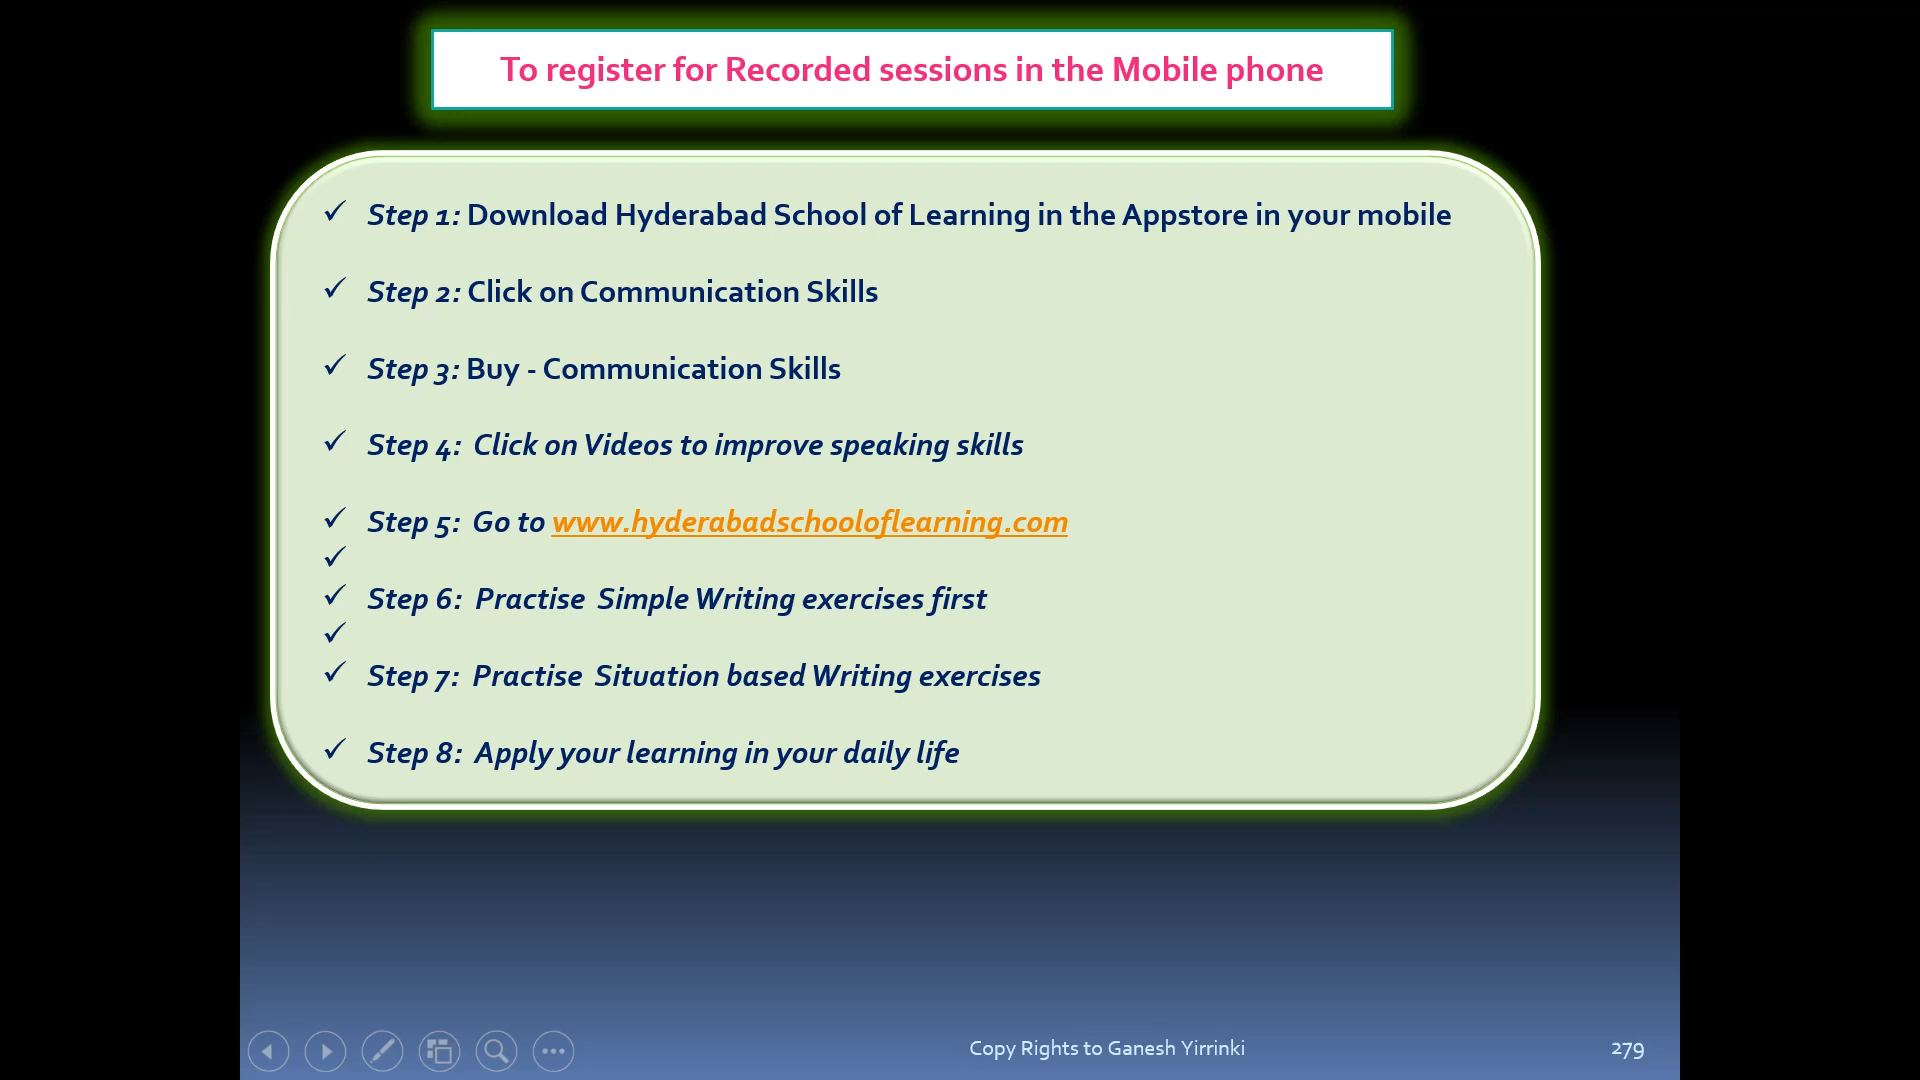 To register for Recorded sessions in the Mobile phone
✓ Step 1: Download Hyderabad School of Learning in the Appstore in your mobile
✓ Step 2: Click on Communication Skills
✓ Step 3: Buy - Communication Skills
✓ Step 4: Click on Videos to improve speaking skills
✓ Step 5: Go to www.hyderabadschooloflearning.com
✓
✓ Step 6: Practise Simple Writing exercises first
✓
✓ Step 7: Practise Situation based Writing exercises
✓ Step 8: Apply your learning in your daily life
Copy Rights to Ganesh Yirrinki
279